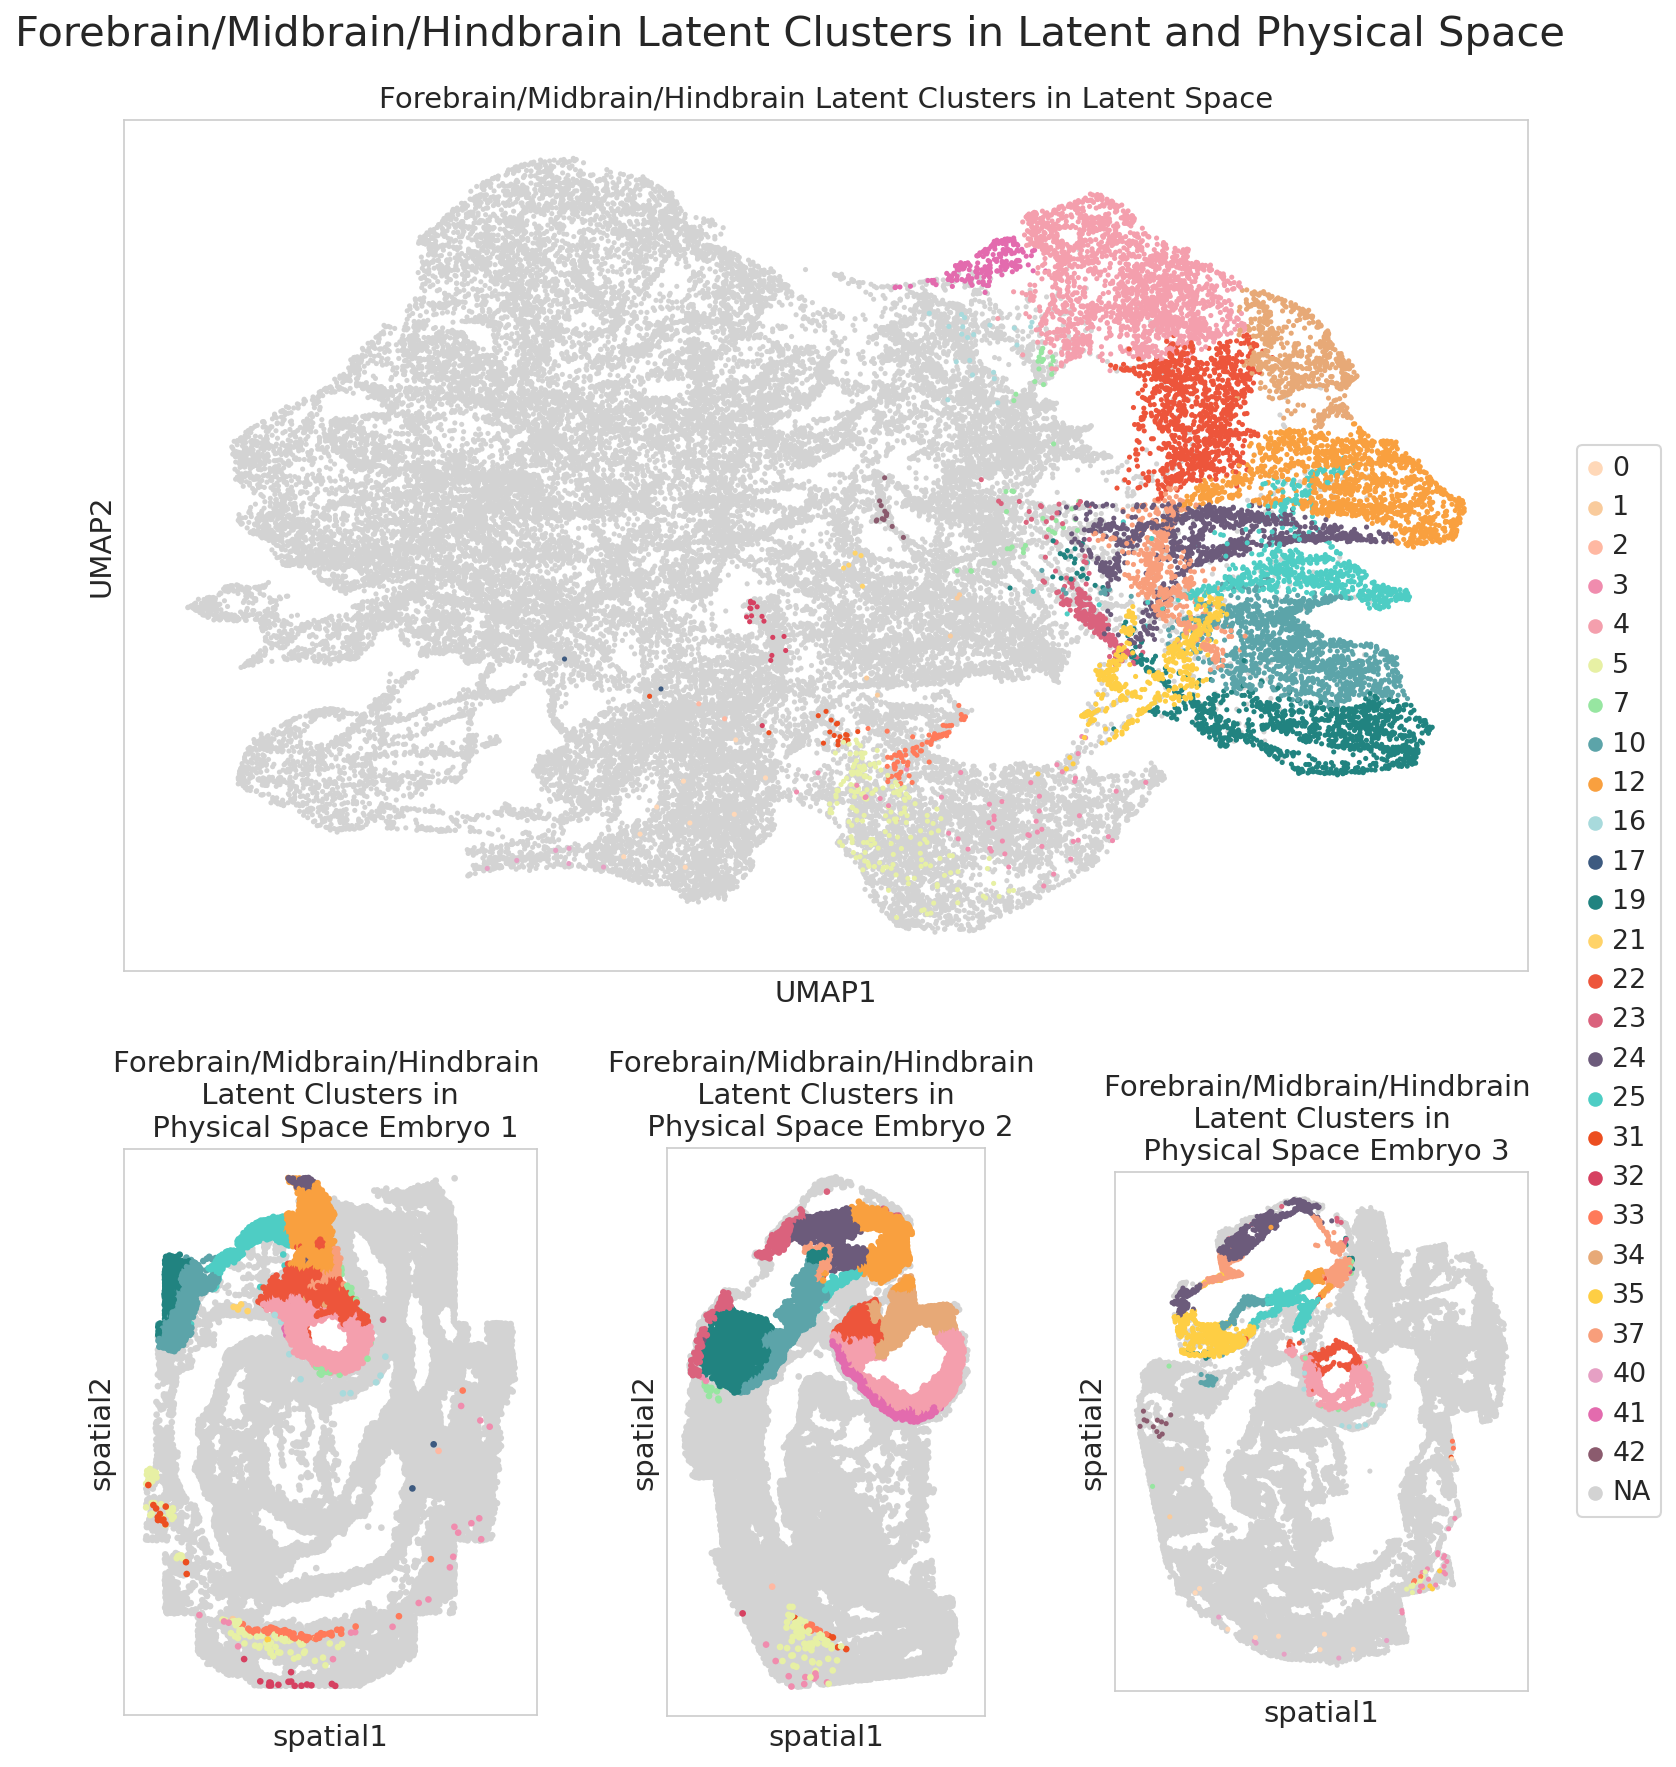 Forebrain/Midbrain/Hindbrain Latent Clusters in Latent and Physical Space
Forebrain/Midbrain/Hindbrain Latent Clusters in Latent Space
UMAP2
UMAP1
0
1
2
3
4
5
7
10
12
16
17
19
21
22
23
24
25
31
32
33
34
35
37
40
41
42
NA
Forebrain/Midbrain/Hindbrain
Latent Clusters in
Physical Space Embryo 1
spatial2
spatial1
Forebrain/Midbrain/Hindbrain
Latent Clusters in
Physical Space Embryo 2
spatial2
spatial1
Forebrain/Midbrain/Hindbrain
Latent Clusters in
Physical Space Embryo 3
spatial2
spatial1